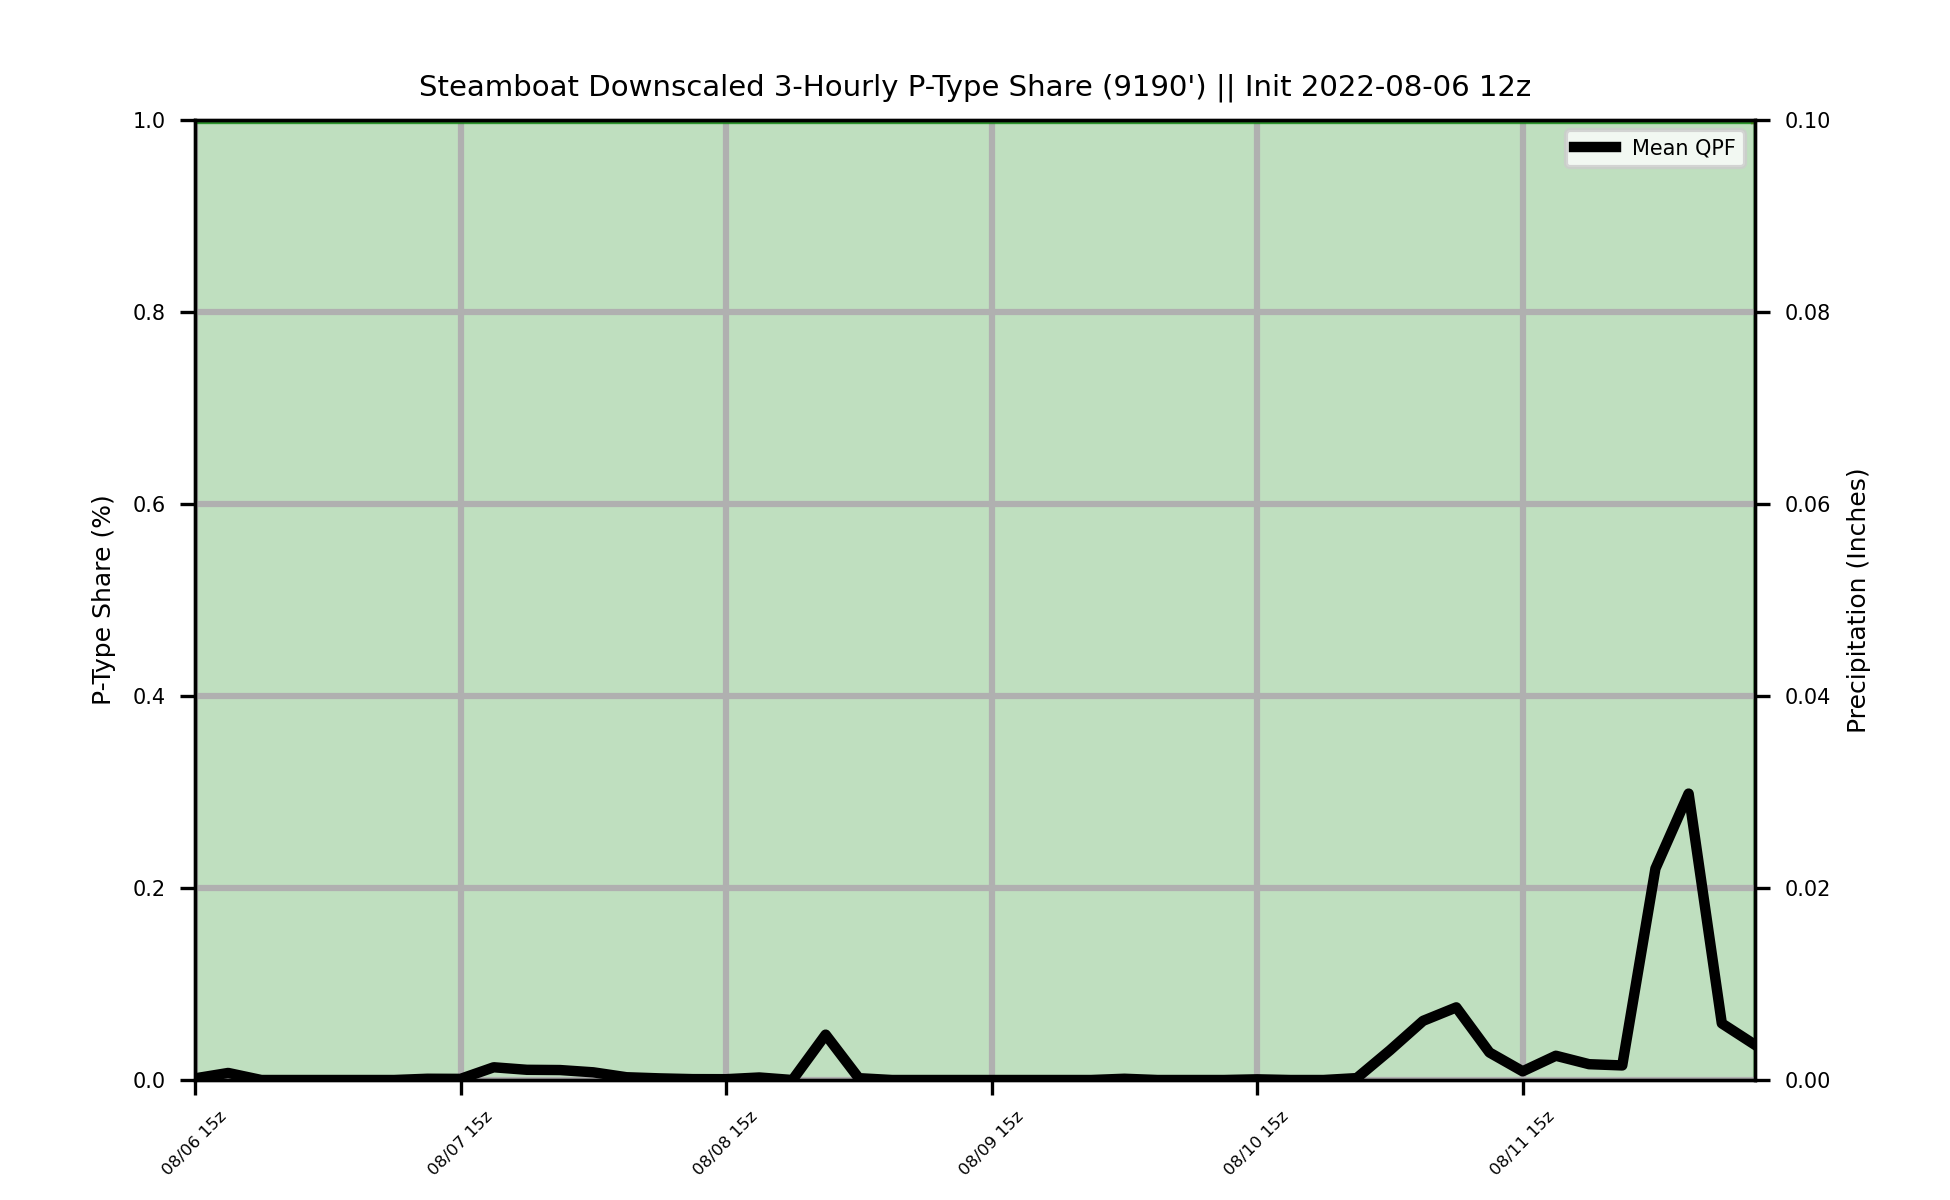 Steamboat Downscaled 3-Hourly P-Type Share (9190') || Init 2022-08-06 12z
Mean QPF
P-Type Share (%)
1.0
0.8
0.6
0.4
0.2
0.0
0.10
0.08
0.06
0.04
0.02
0.00
Precipitation (Inches)
08/06 15z
08/07 15z
08/08 15z
08/09 15z
08/10 15z
08/11 15z